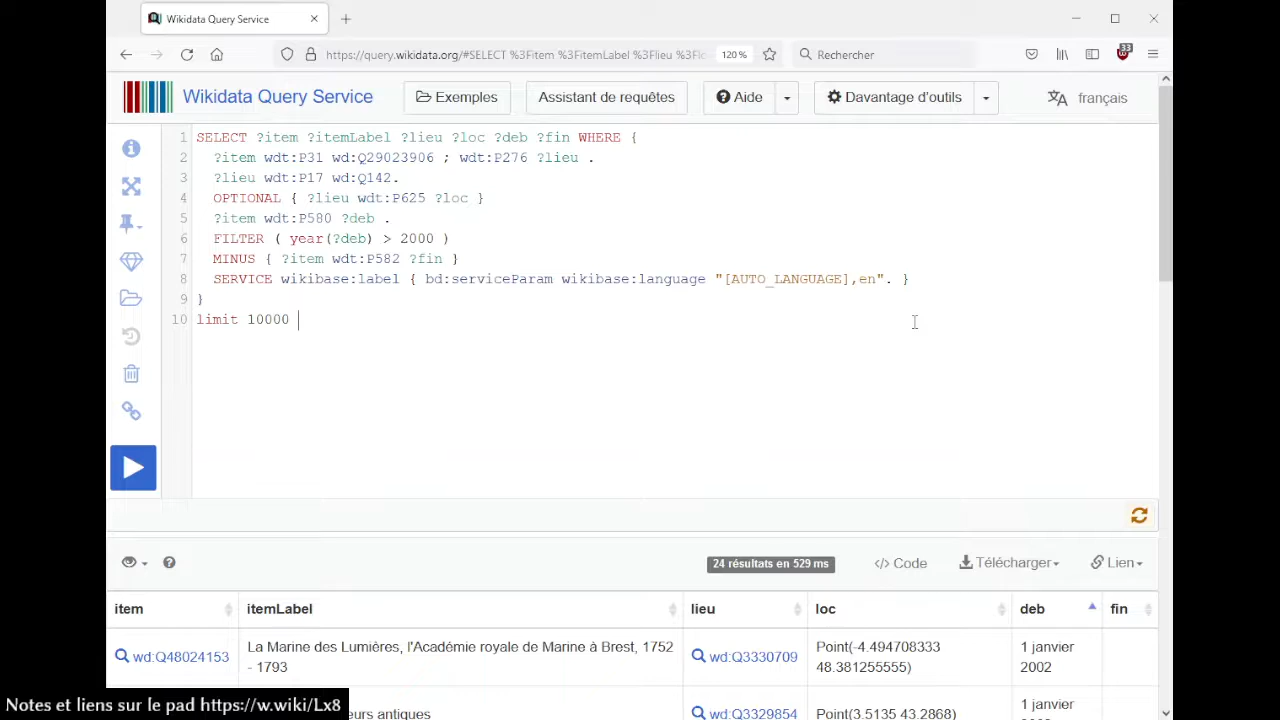 Wikidata Query Service
https://query.wikidata.org/#SELECT %3Fitem %3FitemLabel %3Flieu %3Flo
120 %
Rechercher
33
Wikidata Query Service
Exemples
Assistant de requêtes
Aide
Davantage d'outils
français
1 SELECT ?item ?itemLabel ?lieu ?loc ?deb ?fin WHERE {
2 ?item wdt:P31 wd:Q29023906 ; wdt:P276 ?lieu .
3 ?lieu wdt:P17 wd:Q142.
4 OPTIONAL { ?lieu wdt:P625 ?loc }
5 ?item wdt:P580 ?deb .
6 FILTER ( year(?deb) > 2000 )
7 MINUS { ?item wdt:P582 ?fin }
8 SERVICE wikibase:label { bd:serviceParam wikibase:language "[AUTO_LANGUAGE],en". }
9 }
10 limit 10000
24 résultats en 529 ms
</> Code
Télécharger
Lien
item itemLabel lieu loc deb fin
wd:Q48024153
La Marine des Lumières, l'Académie royale de Marine à Brest, 1752
- 1793
wd:Q3330709
Point(-4.494708333
48.381255555)
1 janvier
2002
eurs antiques
wd:Q3329854
Point(3.5135 43.2868)
1 janvier
Notes et liens sur le pad https://w.wiki/Lx8